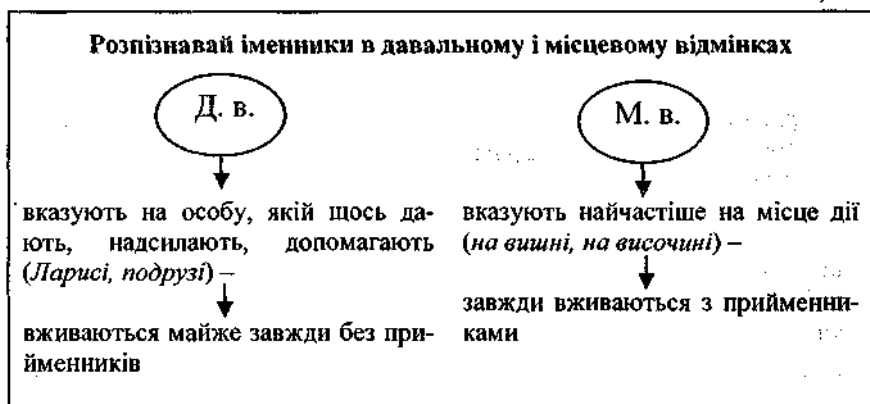 Розпізнавай іменники в давальному і місцевому відмінках
Д. в.
вказують на особу, якій щось да-
ють, надсилають, допомагають
(Ларисі, подрузі) –
вживаються майже завжди без при-
йменників
М. в.
вказують найчастіше на місце дії
(на вишні, на височині) –
завжди вживаються з прийменни-
ками